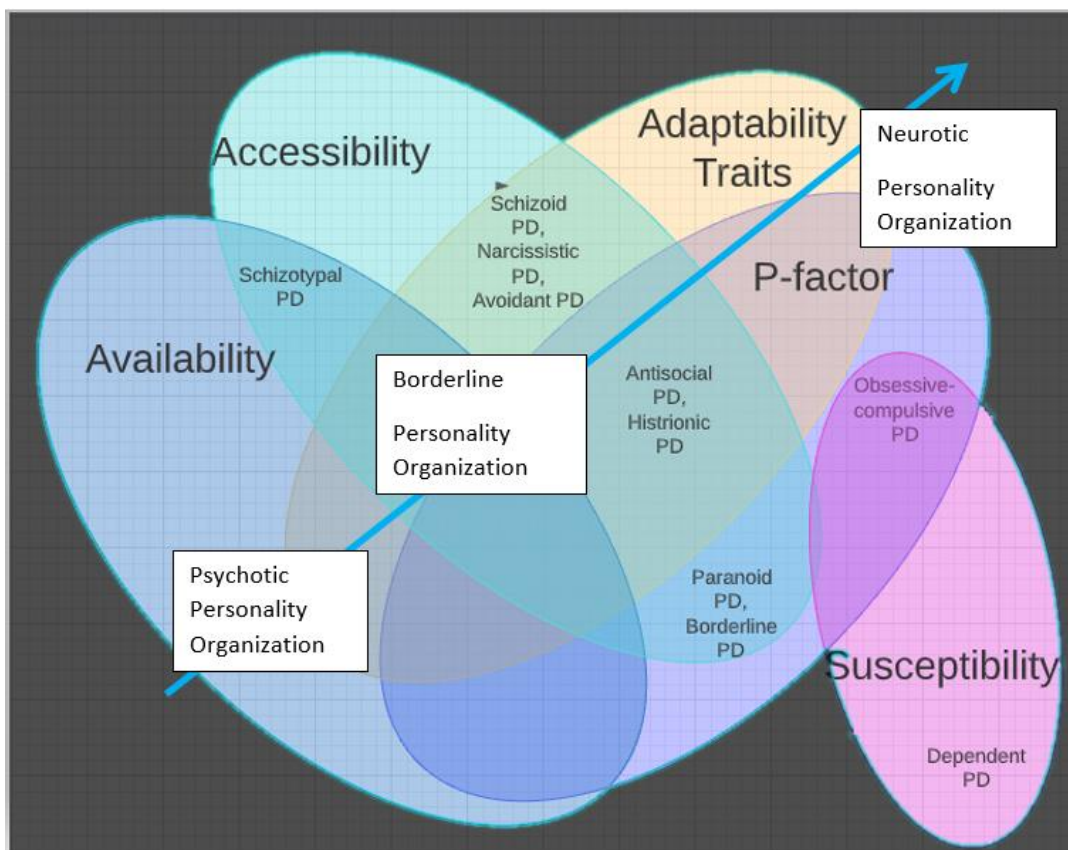 Accessibility
Adaptability
Traits
Neurotic
Personality
Organization
Schizoid
PD,
Narcissistic
PD,
Avoidant PD
Schizotypal
PD
P-factor
Availability
Borderline
Personality
Organization
Antisocial
PD,
Histrionic
PD
Obsessive-
compulsive
PD
Psychotic
Personality
Organization
Paranoid
PD,
Borderline
PD
Susceptibility
Dependent
PD